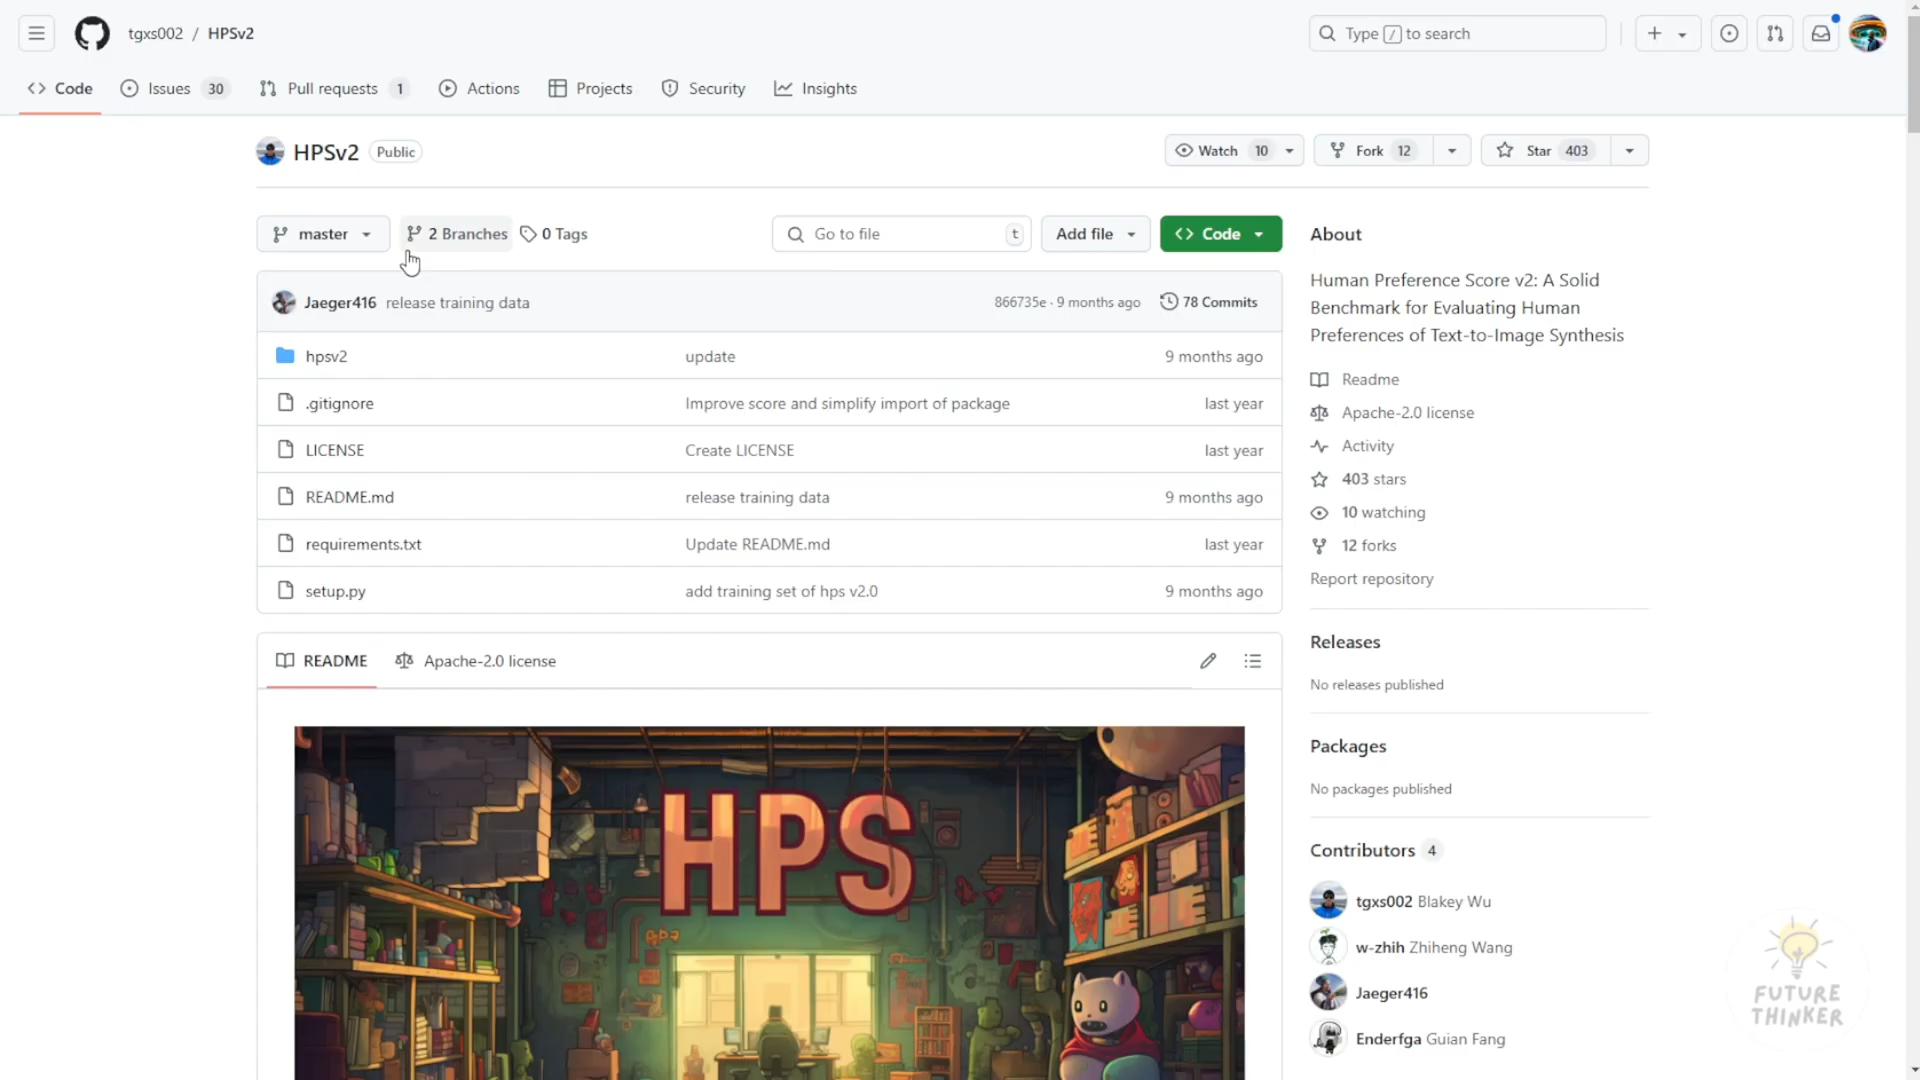 tgxs002 / HPSv2
Type / to search
Code
Issues 30
Pull requests 1
Actions
Projects
Security
Insights
HPSv2 Public
Watch 10
Fork 12
Star 403
master
2 Branches
0 Tags
Go to file t
Add file
Code
Jaeger416 release training data 866735e · 9 months ago 78 Commits
hpsv2 update 9 months ago
.gitignore Improve score and simplify import of package last year
LICENSE Create LICENSE last year
README.md release training data 9 months ago
requirements.txt Update README.md last year
setup.py add training set of hps v2.0 9 months ago
README Apache-2.0 license
HPS
About
Human Preference Score v2: A Solid
Benchmark for Evaluating Human
Preferences of Text-to-Image Synthesis
Readme
Apache-2.0 license
Activity
403 stars
10 watching
12 forks
Report repository
Releases
No releases published
Packages
No packages published
Contributors 4
tgxs002 Blakey Wu
w-zhih Zhiheng Wang
Jaeger416
Enderfga Guian Fang
FUTURE
THINKER